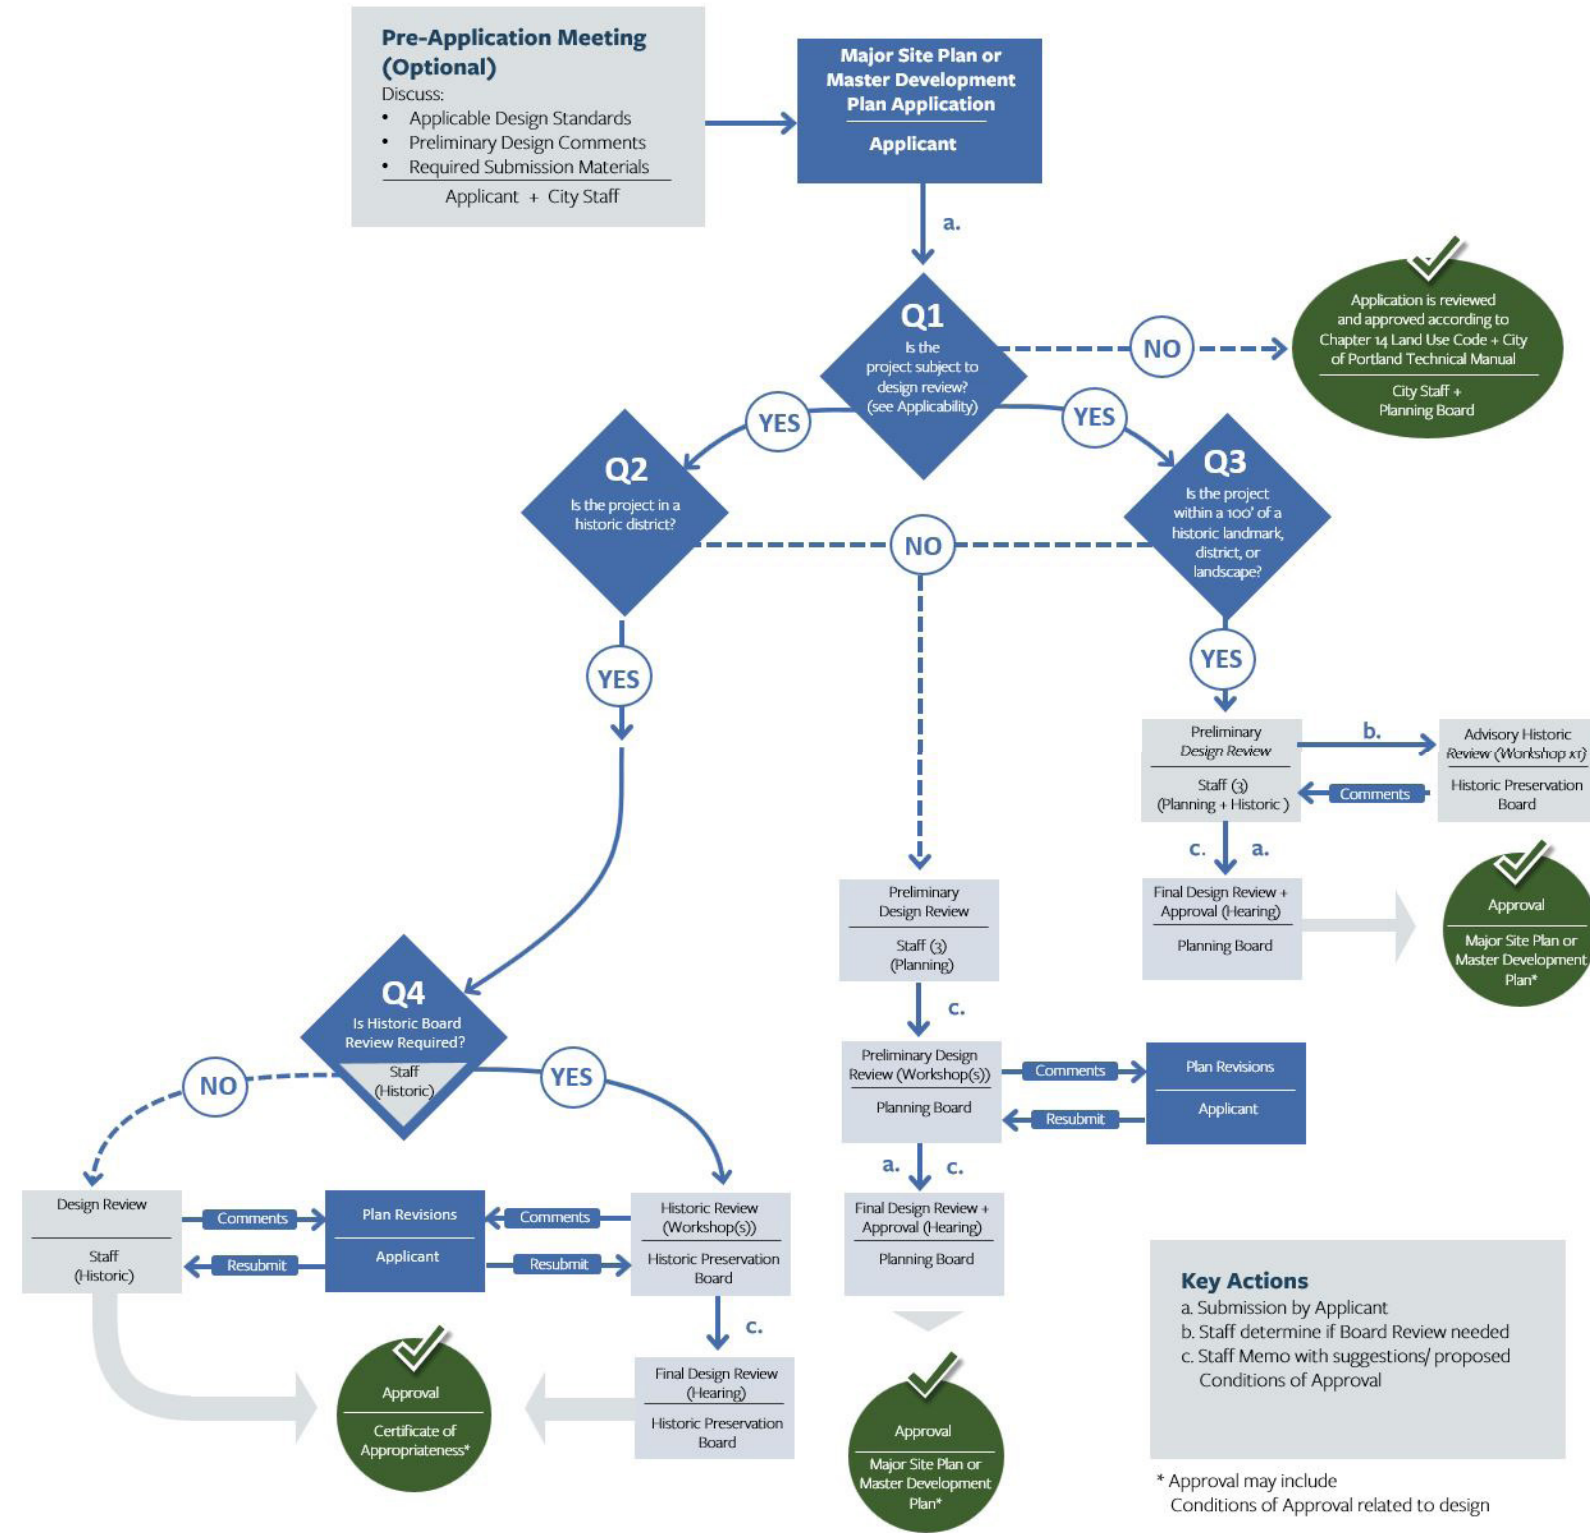 Pre-Application Meeting
(Optional)
Discuss:
• Applicable Design Standards
• Preliminary Design Comments
• Required Submission Materials
Applicant + City Staff
Major Site Plan or
Master Development
Plan Application
Applicant
a.
Q1
Is the
project subject to
design review?
(see Applicability)
NO
Application is reviewed
and approved according to
Chapter 14 Land Use Code + City
of Portland Technical Manual
City Staff +
Planning Board
YES
YES
Q2
Is the project in a
historic district?
NO
Q3
Is the project
within a 100' of a
historic landmark,
district, or
landscape?
YES
YES
Preliminary
Design Review
Staff (3)
(Planning + Historic )
b.
Comments
Advisory Historic
Review (Workshop x1)
Historic Preservation
Board
c.
a.
Final Design Review +
Approval (Hearing)
Planning Board
Approval
Major Site Plan or
Master Development
Plan*
Preliminary
Design Review
Staff (3)
(Planning)
c.
Preliminary Design
Review (Workshop(s))
Planning Board
Comments
Resubmit
Plan Revisions
Applicant
a.
c.
Final Design Review +
Approval (Hearing)
Planning Board
Approval
Major Site Plan or
Master Development
Plan*
Q4
Is Historic Board
Review Required?
Staff
(Historic)
NO
YES
Design Review
Staff
(Historic)
Comments
Resubmit
Plan Revisions
Applicant
Comments
Resubmit
Historic Review
(Workshop(s))
Historic Preservation
Board
c.
Final Design Review
(Hearing)
Historic Preservation
Board
Approval
Certificate of
Appropriateness*
Key Actions
a. Submission by Applicant
b. Staff determine if Board Review needed
c. Staff Memo with suggestions/ proposed
Conditions of Approval
* Approval may include
Conditions of Approval related to design